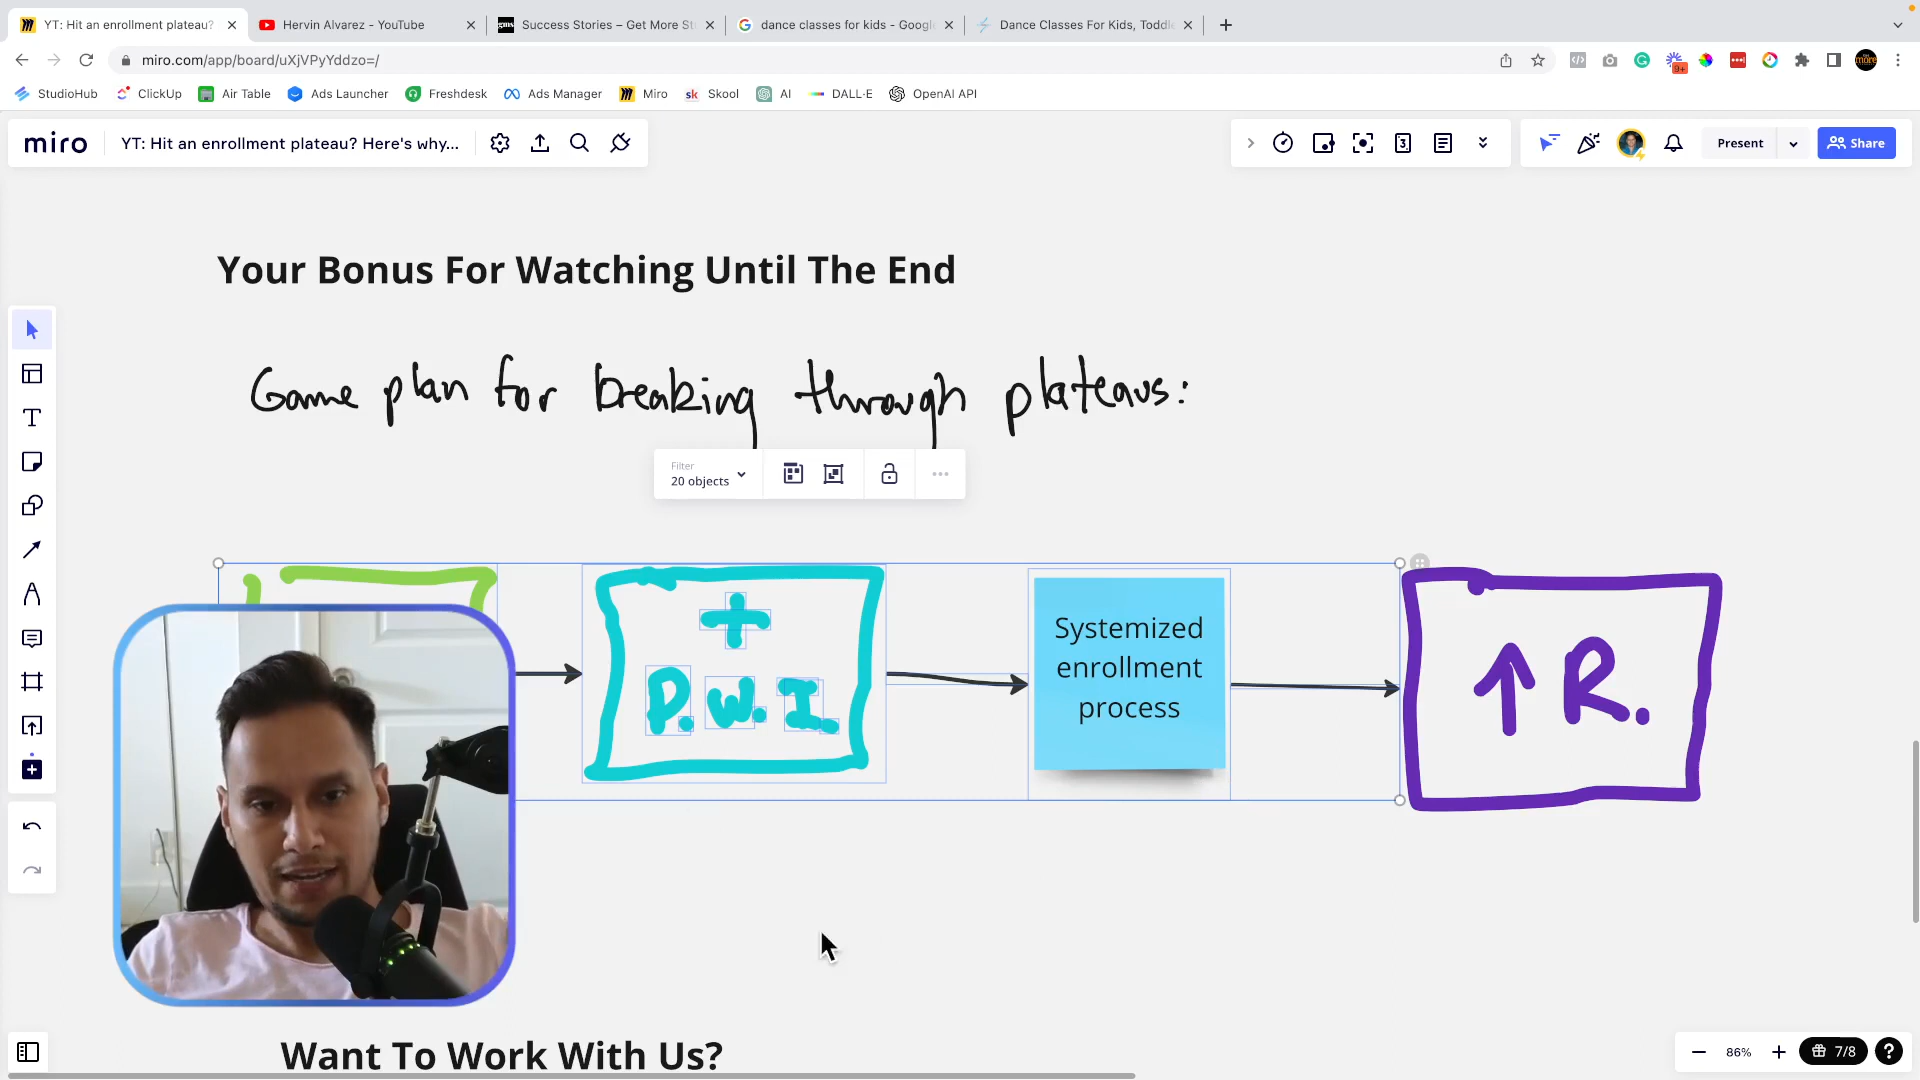 YT: Hit an enrollment plateau?
Hervin Alvarez - YouTube
Success Stories – Get More St
dance classes for kids - Google
Dance Classes For Kids, Toddle
miro.com/app/board/uXjVPyYddzo=/
StudioHub
ClickUp
Air Table
Ads Launcher
Freshdesk
Ads Manager
Miro
sk Skool
AI
DALL·E
OpenAI API
miro
YT: Hit an enrollment plateau? Here's why...
Present
Share
Your Bonus For Watching Until The End
Game plan for breaking through plateaus:
Filter
20 objects
+
P.W.I.
Systemized
enrollment
process
↑ R.
Want To Work With Us?
86%
7/8